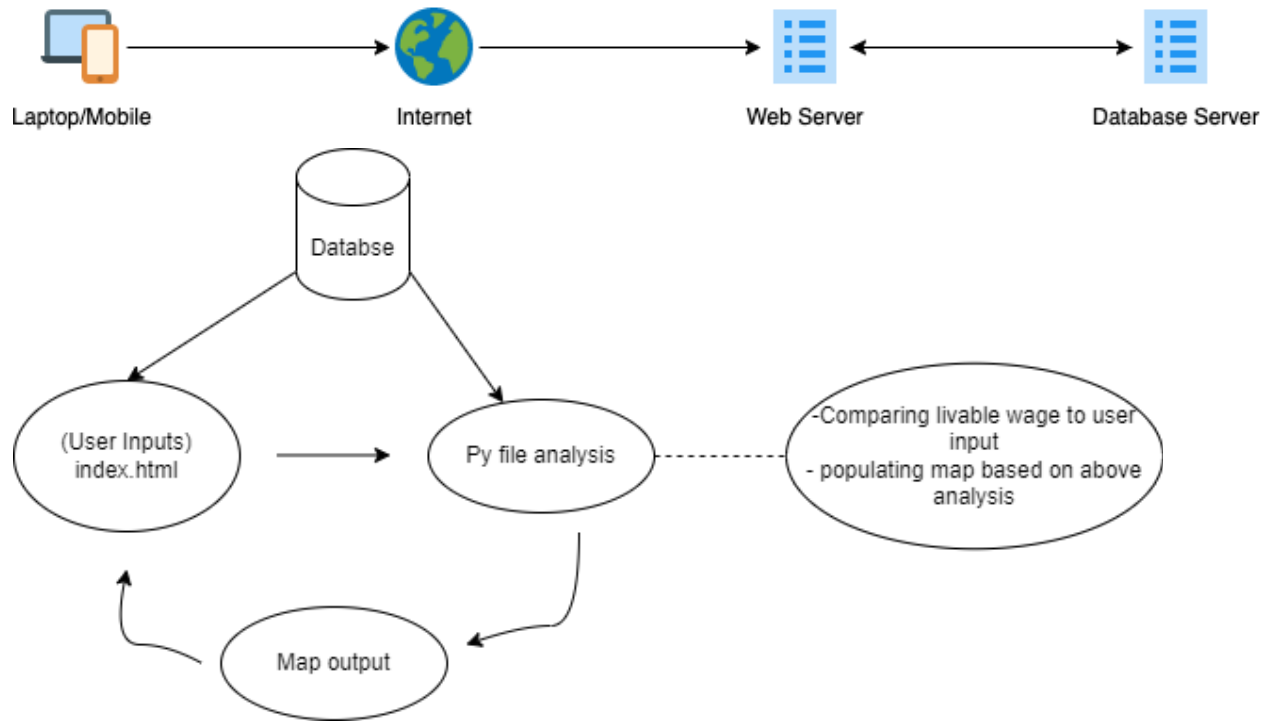 Laptop/Mobile
Internet
Web Server
Database Server
Databse
(User Inputs)
index.html
Py file analysis
-Comparing livable wage to user
input
- populating map based on above
analysis
Map output